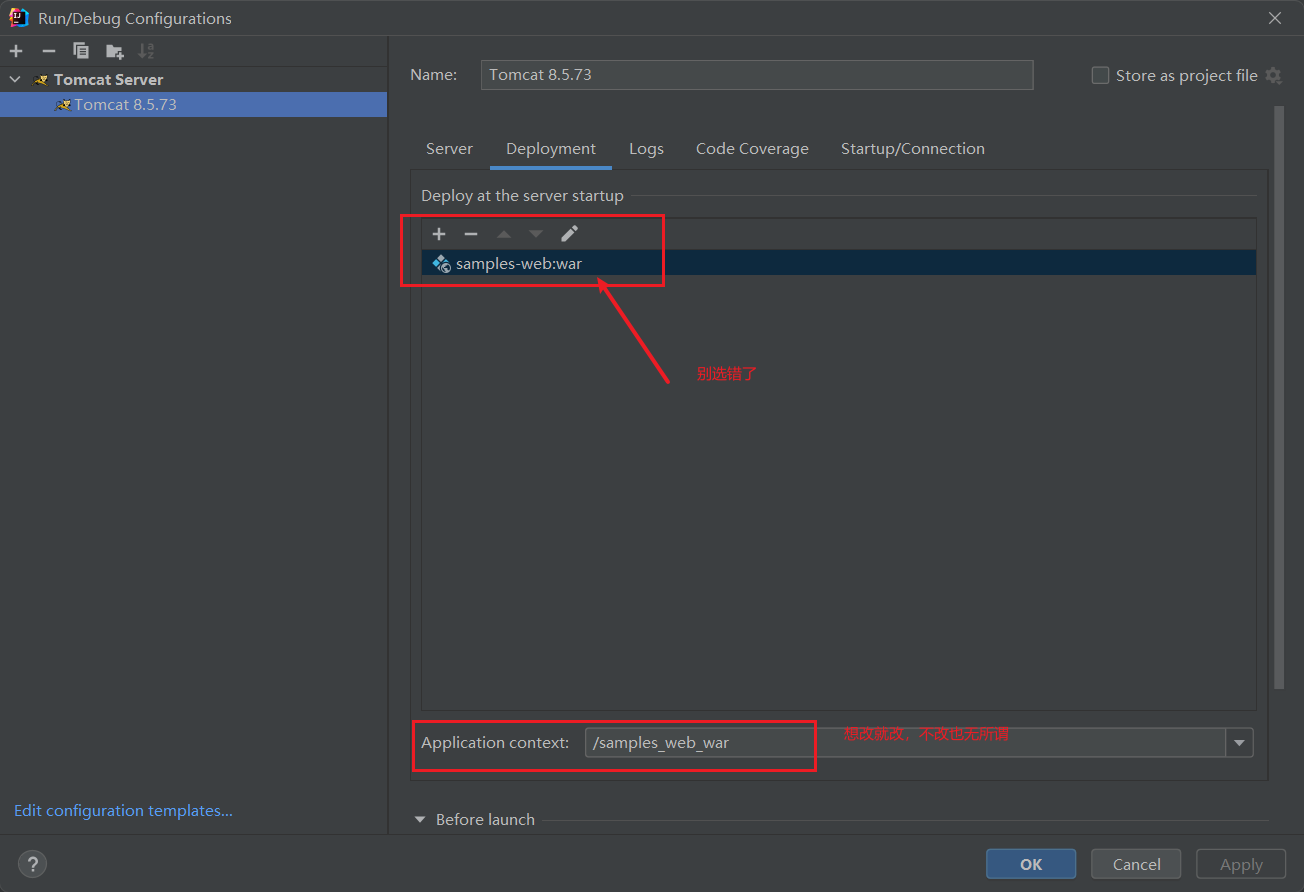 Run/Debug Configurations
Tomcat Server
Tomcat 8.5.73
Name:
Tomcat 8.5.73
Store as project file
Server
Deployment
Logs
Code Coverage
Startup/Connection
Deploy at the server startup
samples-web:war
别选错了
Application context:
/samples_web_war
想改就改，不改也无所谓
Edit configuration templates...
Before launch
?
OK
Cancel
Apply